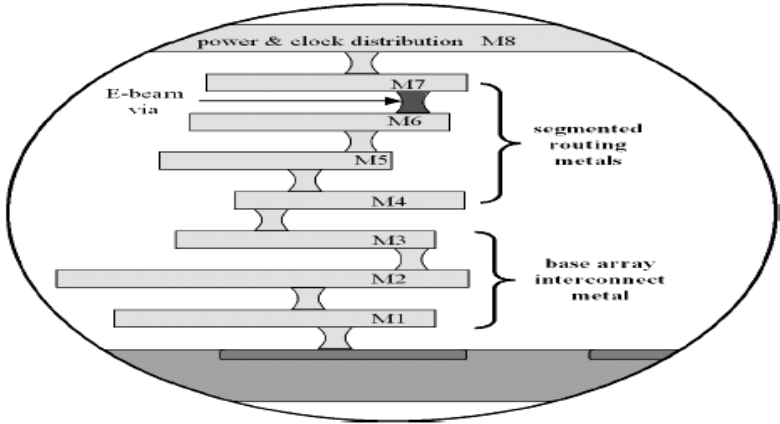 power & clock distribution M8
M7
E-beam
via
M6
segmented
routing
metals
M5
M4
M3
base array
interconnect
metal
M2
M1